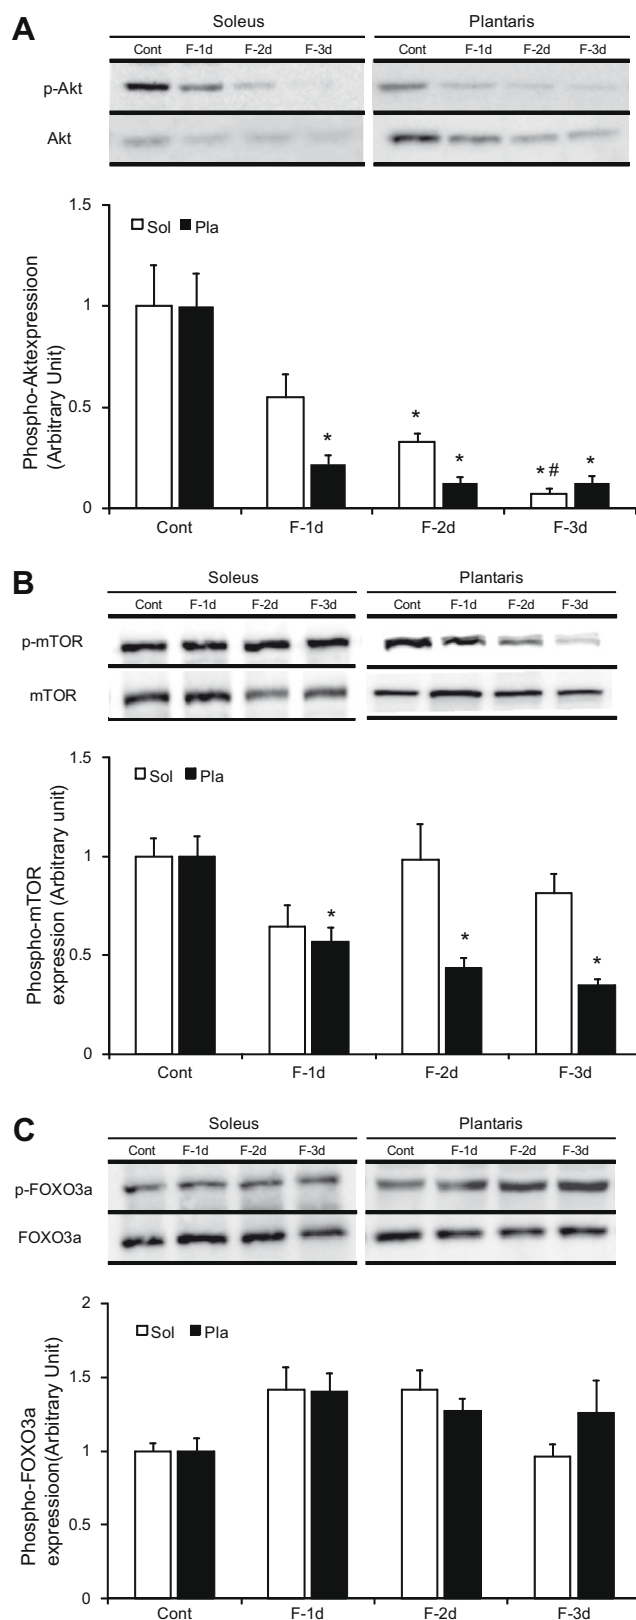 A
Soleus Plantaris
Cont F-1d F-2d F-3d Cont F-1d F-2d F-3d
p-Akt
Akt
Phospho-Aktexpressioon
(Arbitrary Unit)
1.5
1
0.5
0
Sol Pla
*
* *
* # *
Cont F-1d F-2d F-3d
B
Soleus Plantaris
Cont F-1d F-2d F-3d Cont F-1d F-2d F-3d
p-mTOR
mTOR
Phospho-mTOR
expression (Arbitrary unit)
1.5
1
0.5
0
Sol Pla
*
*
*
Cont F-1d F-2d F-3d
C
Soleus Plantaris
Cont F-1d F-2d F-3d Cont F-1d F-2d F-3d
p-FOXO3a
FOXO3a
Phospho-FOXO3a
expressioon(Arbitrary Unit)
2
1.5
1
0.5
0
Sol Pla
Cont F-1d F-2d F-3d